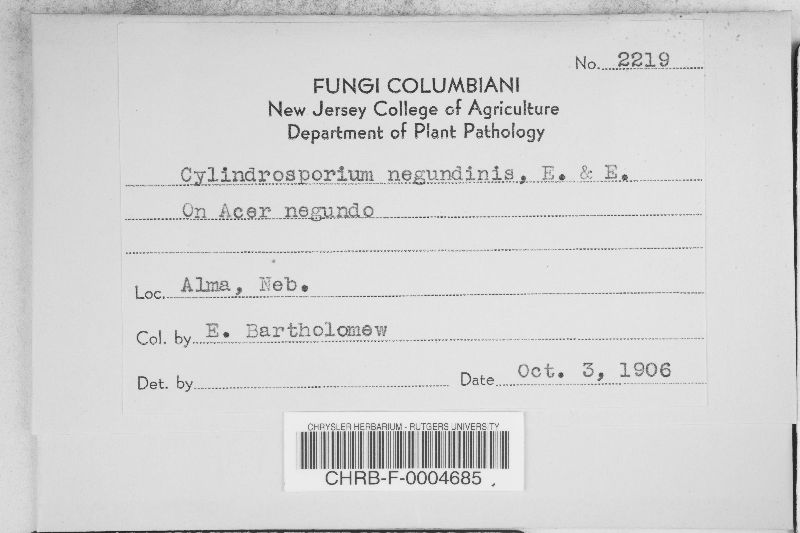 No. 2219
FUNGI COLUMBIANI
New Jersey College of Agriculture
Department of Plant Pathology
Cylindrosporium negundinis, E. & E.
On Acer negundo
Loc. Alma, Neb.
Col. by E. Bartholomew
Det. by
Date Oct. 3, 1906
CHRYSLER HERBARIUM - RUTGERS UNIVERSITY
CHRB-F-0004685